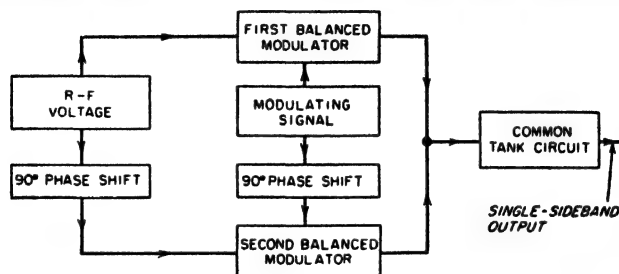 FIRST BALANCED
MODULATOR
R-F
VOLTAGE
MODULATING
SIGNAL
COMMON
TANK CIRCUIT
90° PHASE SHIFT
90° PHASE SHIFT
SINGLE-SIDEBAND
OUTPUT
SECOND BALANCED
MODULATOR